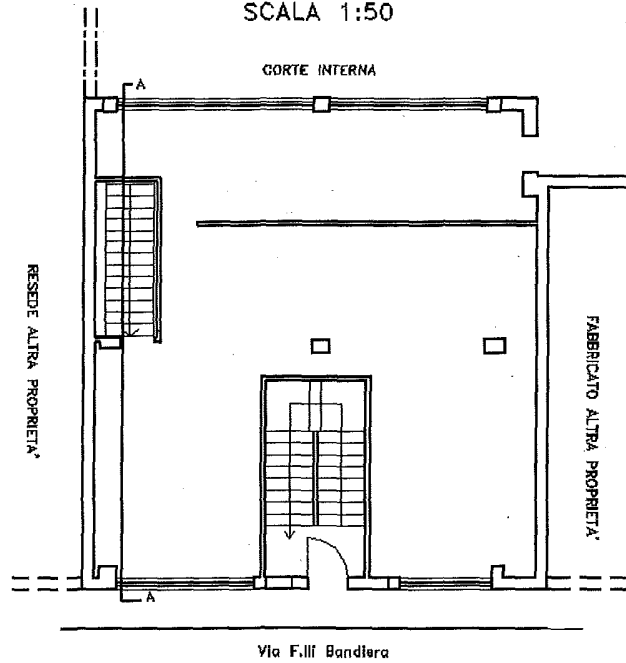 SCALA 1:50
CORTE INTERNA
A
RESEDE ALTRA PROPRIETA'
FABBRICATO ALTRA PROPRIETA'
A
Via F.lli Bandiera